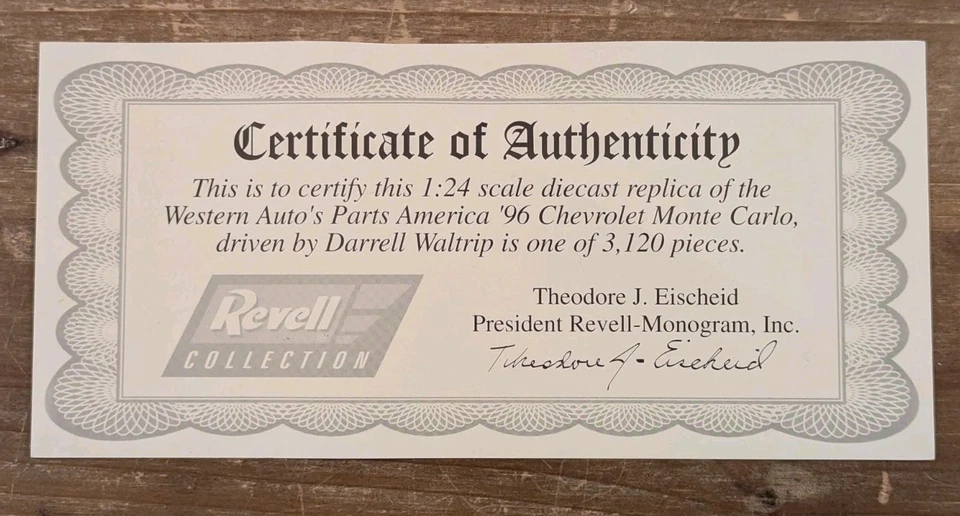 Certificate of Authenticity
This is to certify this 1:24 scale diecast replica of the
Western Auto's Parts America '96 Chevrolet Monte Carlo,
driven by Darrell Waltrip is one of 3,120 pieces.
Revell
COLLECTION
Theodore J. Eischeid
President Revell-Monogram, Inc.
Theodore J. Eischeid